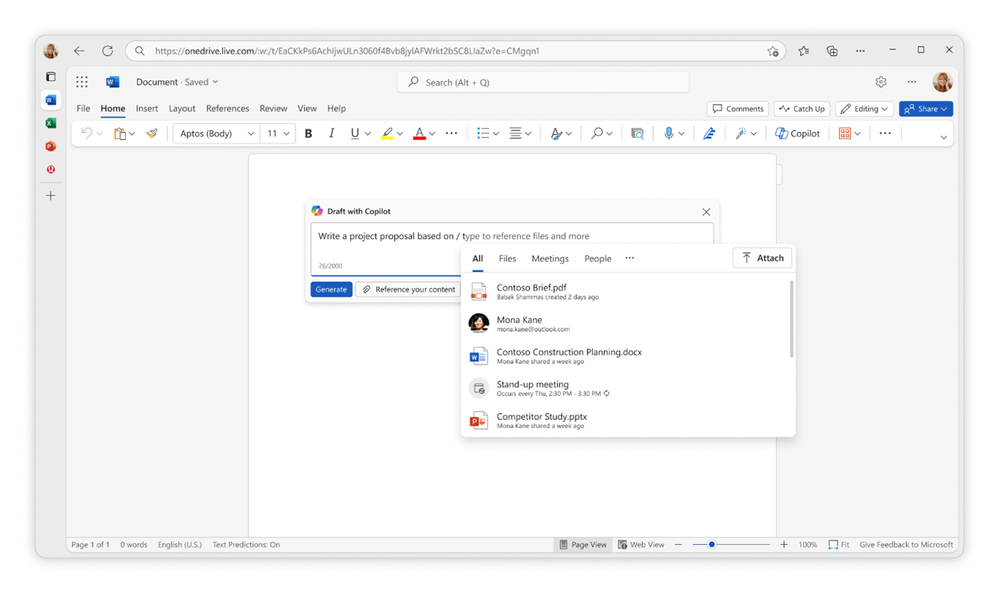 https://onedrive.live.com/:w:/t/EaCKkPs6AchIjwULn3060f4Bvb8jyIAFWrkt2bSC8LIaZw?e=CMgqn1
Document · Saved
Search (Alt + Q)
File Home Insert Layout References Review View Help
Comments Catch Up Editing Share
Aptos (Body) 11 B I U A Copilot
Draft with Copilot
Write a project proposal based on / type to reference files and more
26/2000
Generate Reference your content
All Files Meetings People ··· Attach
Contoso Brief.pdf
Babak Shammas created 2 days ago
Mona Kane
mona.kane@outlook.com
Contoso Construction Planning.docx
Mona Kane shared a week ago
Stand-up meeting
Occurs every Thu, 2:30 PM - 3:30 PM
Competitor Study.pptx
Mona Kane shared a week ago
Page 1 of 1 0 words English (U.S.) Text Predictions: On Page View Web View 100% Fit Give Feedback to Microsoft